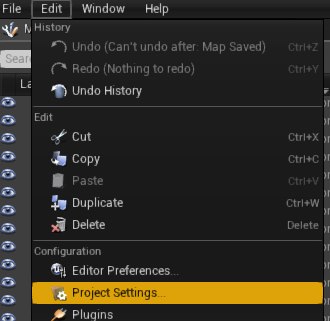 File Edit Window Help
History
Undo (Can't undo after: Map Saved) Ctrl+Z
Redo (Nothing to redo) Ctrl+Y
Undo History
Edit
Cut Ctrl+X
Copy Ctrl+C
Paste Ctrl+V
Duplicate Ctrl+W
Delete Delete
Configuration
Editor Preferences...
Project Settings...
Plugins